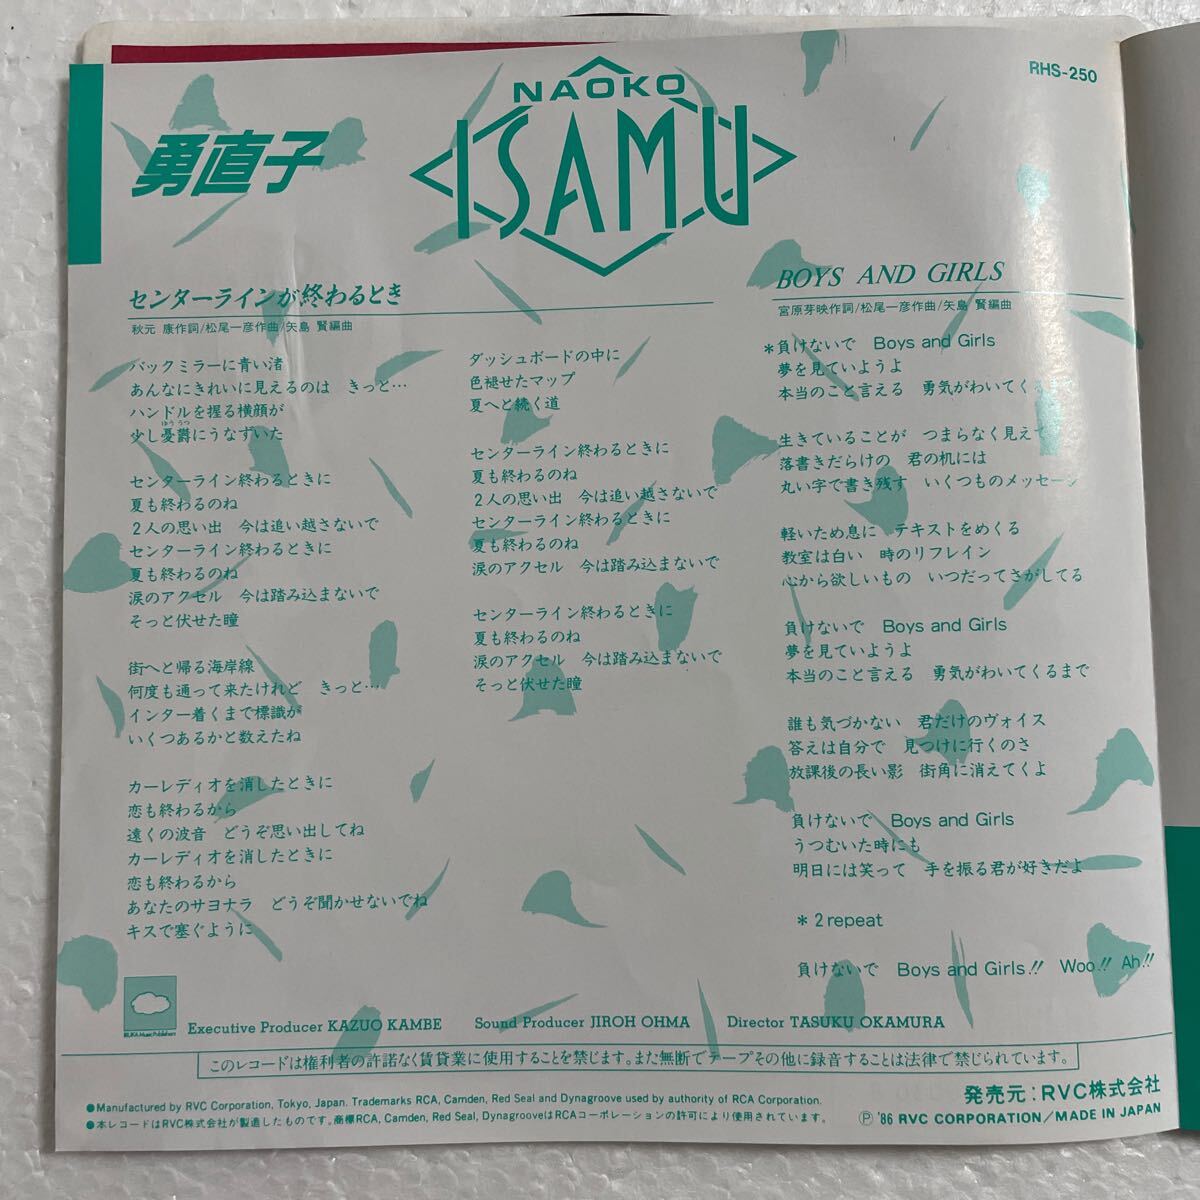 RHS-250
NAOKO
ISAMU
勇直子
センターラインが終わるとき
秋元 康作詞/松尾一彦作曲/矢島 賢編曲
バックミラーに青い渚
あんなにきれいに見えるのは きっと…
ハンドルを握る横顔が
少し憂欝にうなずいた
ゆううつ
センターライン終わるときに
夏も終わるのね
2人の思い出 今は追い越さないで
センターライン終わるときに
夏も終わるのね
涙のアクセル 今は踏み込まないで
そっと伏せた瞳
街へと帰る海岸線
何度も通って来たけれど きっと…
インター着くまで標識が
いくつあるかと数えたね
カーレディオを消したときに
恋も終わるから
遠くの波音 どうぞ思い出してね
カーレディオを消したときに
恋も終わるから
あなたのサヨナラ どうぞ聞かせないでね
キスで塞ぐように
ダッシュボードの中に
色褪せたマップ
夏へと続く道
センターライン終わるときに
夏も終わるのね
2人の思い出 今は追い越さないで
センターライン終わるときに
夏も終わるのね
涙のアクセル 今は踏み込まないで
センターライン終わるときに
夏も終わるのね
涙のアクセル 今は踏み込まないで
そっと伏せた瞳
BOYS AND GIRLS
宮原芽映作詞/松尾一彦作曲/矢島 賢編曲
*負けないで Boys and Girls
夢を見ていようよ
本当のこと言える 勇気がわいてくるまで
生きていることが つまらなく見えて
落書きだらけの 君の机には
丸い字で書き残す いくつものメッセージ
軽いため息に テキストをめくる
教室は白い 時のリフレイン
心から欲しいもの いつだってさがしてる
負けないで Boys and Girls
夢を見ていようよ
本当のこと言える 勇気がわいてくるまで
誰も気づかない 君だけのヴォイス
答えは自分で 見つけに行くのさ
放課後の長い影 街角に消えてくよ
負けないで Boys and Girls
うつむいた時にも
明日には笑って 手を振る君が好きだよ
* 2 repeat
負けないで Boys and Girls!! Woo!! Ah!!
Executive Producer KAZUO KAMBE Sound Producer JIROH OHMA Director TASUKU OKAMURA
このレコードは権利者の許諾なく賃貸業に使用することを禁じます。また無断でテープその他に録音することは法律で禁じられています。
●Manufactured by RVC Corporation, Tokyo, Japan. Trademarks RCA, Camden, Red Seal and Dynagroove used by authority of RCA Corporation.
●本レコードはRVC株式会社が製造したものです。商標RCA, Camden, Red Seal, DynagrooveはRCAコーポレーションの許可により使用されています。
発売元:RVC株式会社
Ⓟ '86 RVC CORPORATION/MADE IN JAPAN